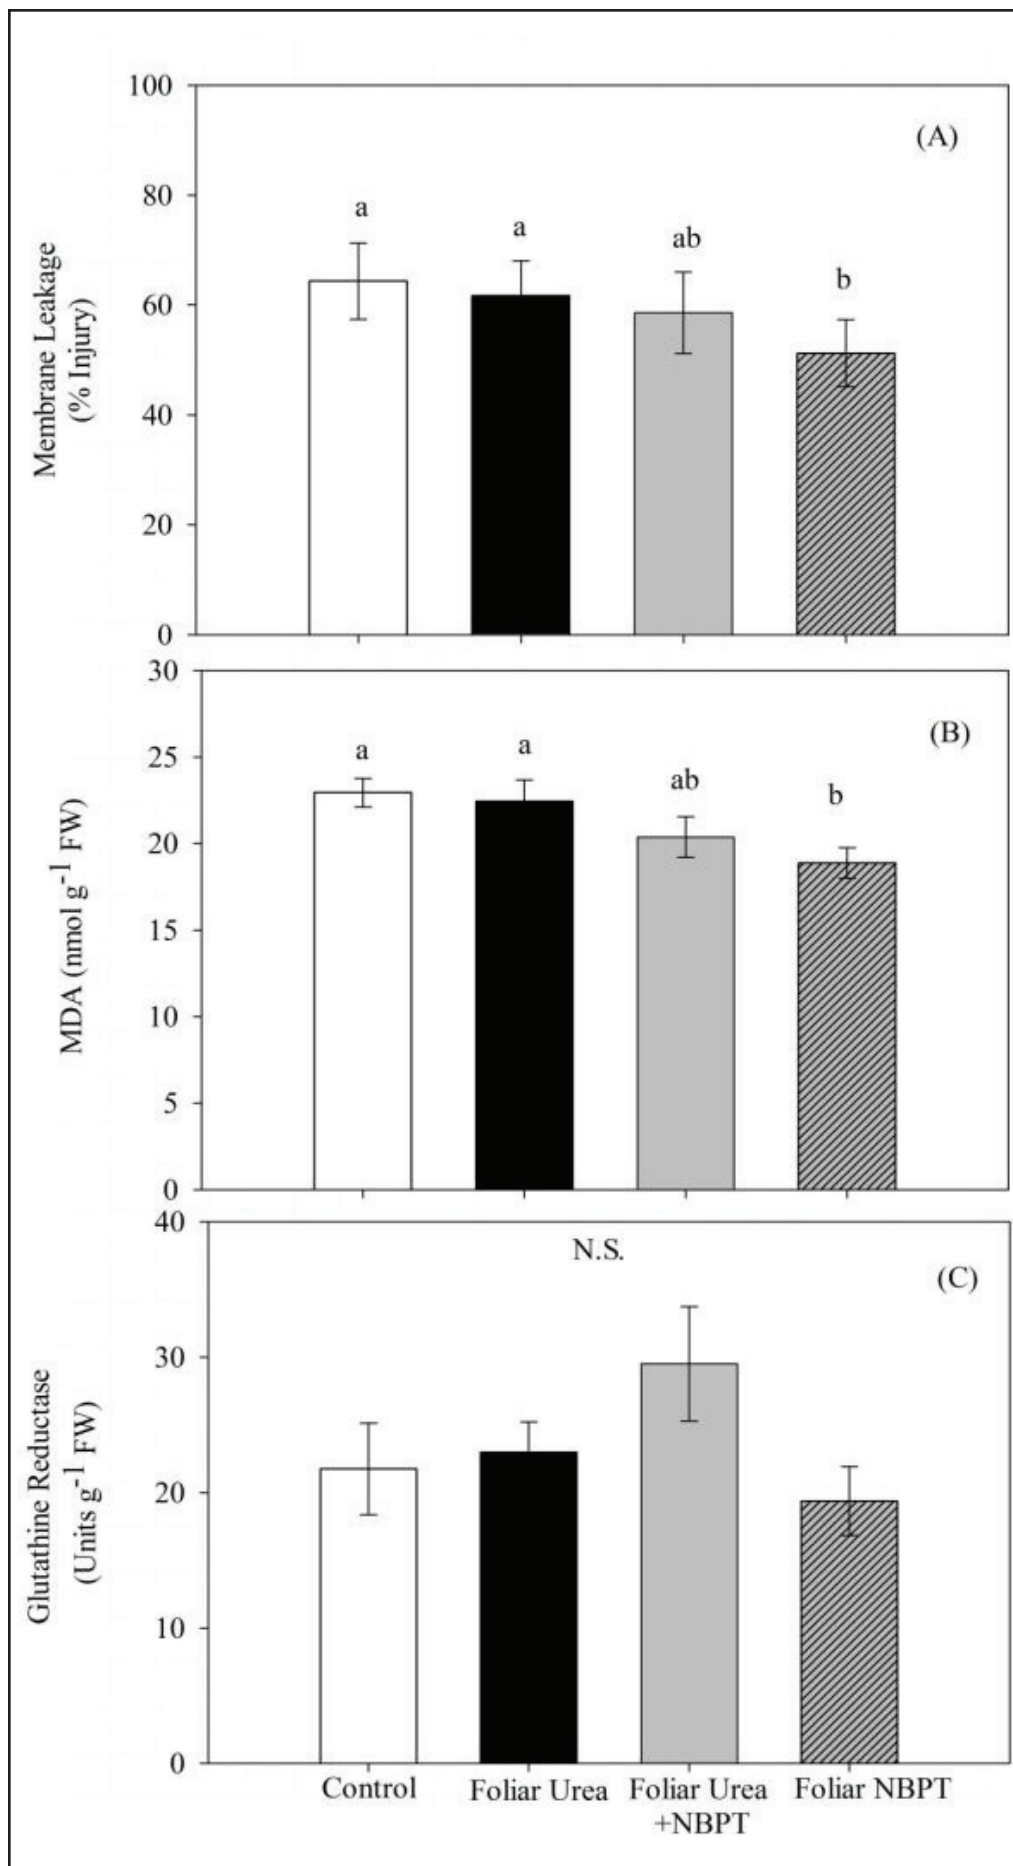 100
80
60
40
20
0
Membrane Leakage
(% Injury)
(A)
a
a
ab
b
30
25
20
15
10
5
0
MDA (nmol g-1 FW)
(B)
a
a
ab
b
40
30
20
10
0
Glutathine Reductase
(Units g-1 FW)
N.S.
(C)
Control
Foliar Urea
Foliar Urea
+NBPT
Foliar NBPT